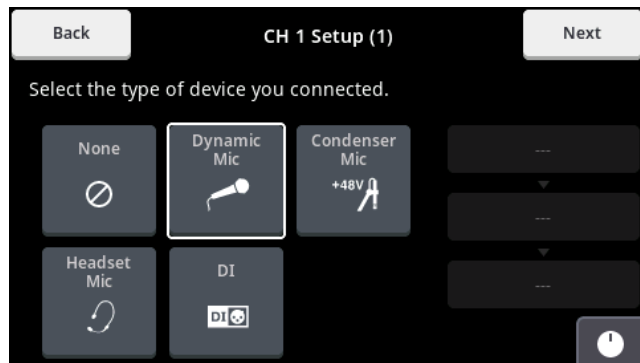 Back
CH 1 Setup (1)
Next
Select the type of device you connected.
None
Dynamic
Mic
Condenser
Mic
+48V
---
---
Headset
Mic
DI
DI
---